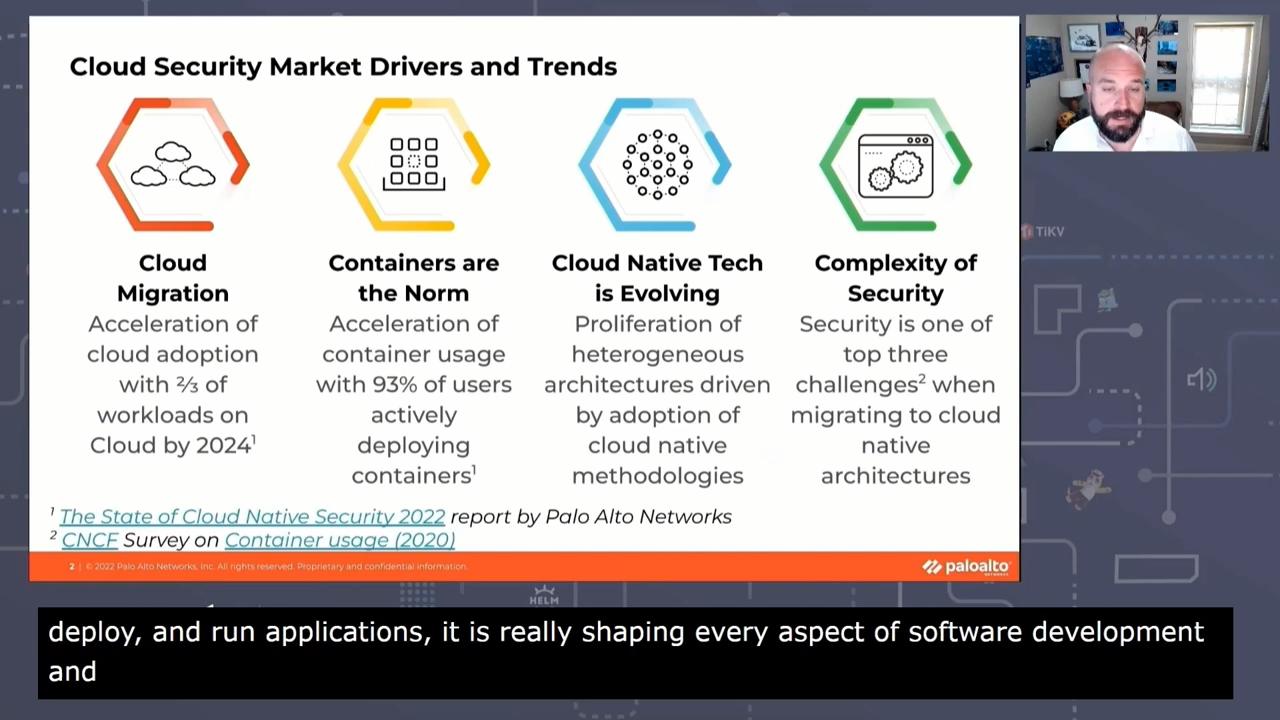 Cloud Security Market Drivers and Trends
Cloud
Migration
Acceleration of
cloud adoption
with ⅔ of
workloads on
Cloud by 2024¹
Containers are
the Norm
Acceleration of
container usage
with 93% of users
actively
deploying
containers¹
Cloud Native Tech
is Evolving
Proliferation of
heterogeneous
architectures driven
by adoption of
cloud native
methodologies
Complexity of
Security
Security is one of
top three
challenges² when
migrating to cloud
native
architectures
¹ The State of Cloud Native Security 2022 report by Palo Alto Networks
² CNCF Survey on Container usage (2020)
2 | © 2022 Palo Alto Networks, Inc. All rights reserved. Proprietary and confidential information.
paloalto
NETWORKS
TiKV
HELM
deploy, and run applications, it is really shaping every aspect of software development
and